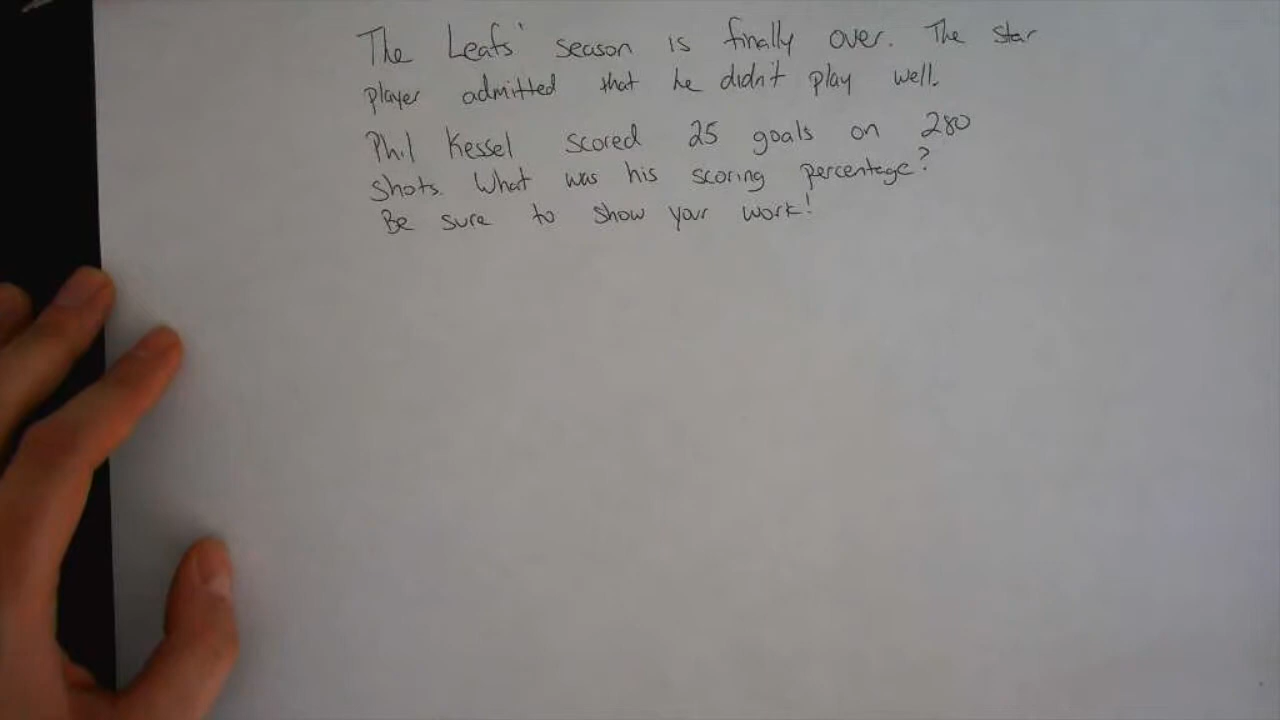 The Leafs' season is finally over. The star
player admitted that he didn't play well.
Phil Kessel scored 25 goals on 280
shots. What was his scoring percentage?
Be sure to show your work!